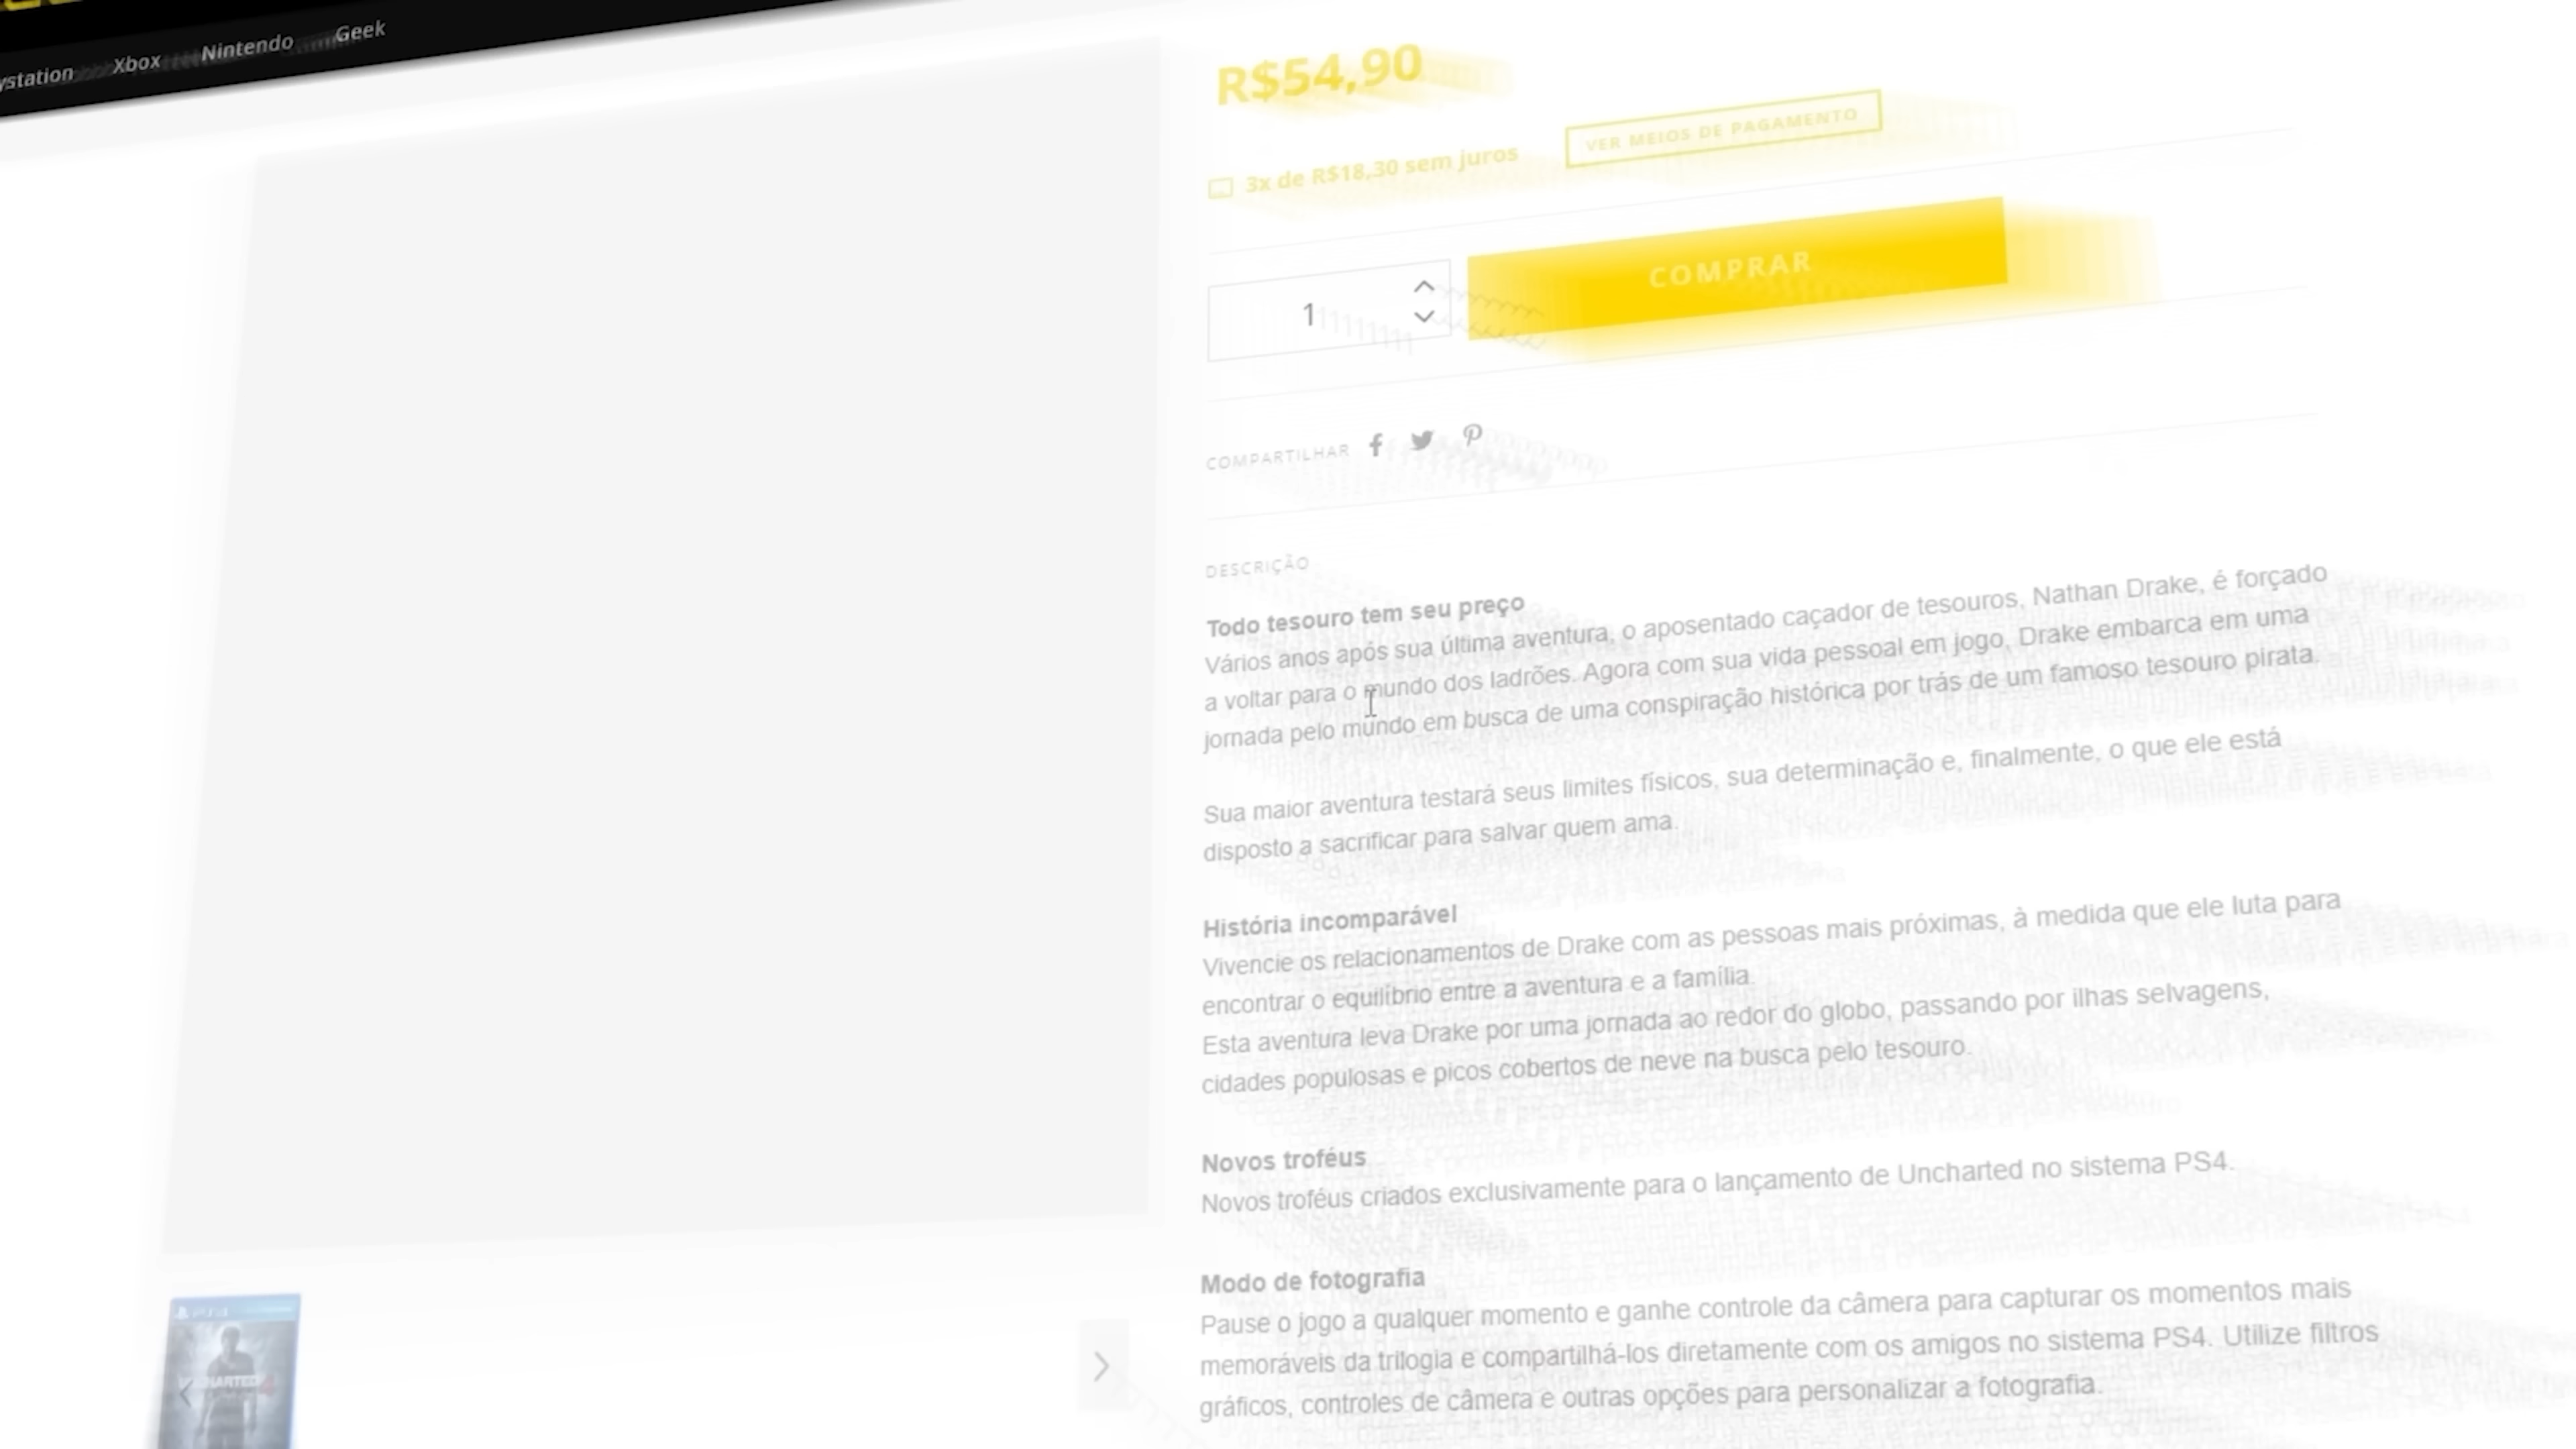 Xbox
Nintendo
Geek
R$54,90
3x de R$18,30 sem juros
VER MEIOS DE PAGAMENTO
1
COMPRAR
COMPARTILHAR
DESCRIÇÃO
Todo tesouro tem seu preço
Vários anos após sua última aventura, o aposentado caçador de tesouros, Nathan Drake, é forçado
a voltar para o mundo dos ladrões. Agora com sua vida pessoal em jogo, Drake embarca em uma
jornada pelo mundo em busca de uma conspiração histórica por trás de um famoso tesouro pirata.
Sua maior aventura testará seus limites físicos, sua determinação e, finalmente, o que ele está
disposto a sacrificar para salvar quem ama.
História incomparável
Vivencie os relacionamentos de Drake com as pessoas mais próximas, à medida que ele luta para
encontrar o equilíbrio entre a aventura e a família.
Esta aventura leva Drake por uma jornada ao redor do globo, passando por ilhas selvagens,
cidades populosas e picos cobertos de neve na busca pelo tesouro.
Novos troféus
Novos troféus criados exclusivamente para o lançamento de Uncharted no sistema PS4.
Modo de fotografia
Pause o jogo a qualquer momento e ganhe controle da câmera para capturar os momentos mais
memoráveis da trilogia e compartilhá-los diretamente com os amigos no sistema PS4. Utilize filtros
gráficos, controles de câmera e outras opções para personalizar a fotografia.